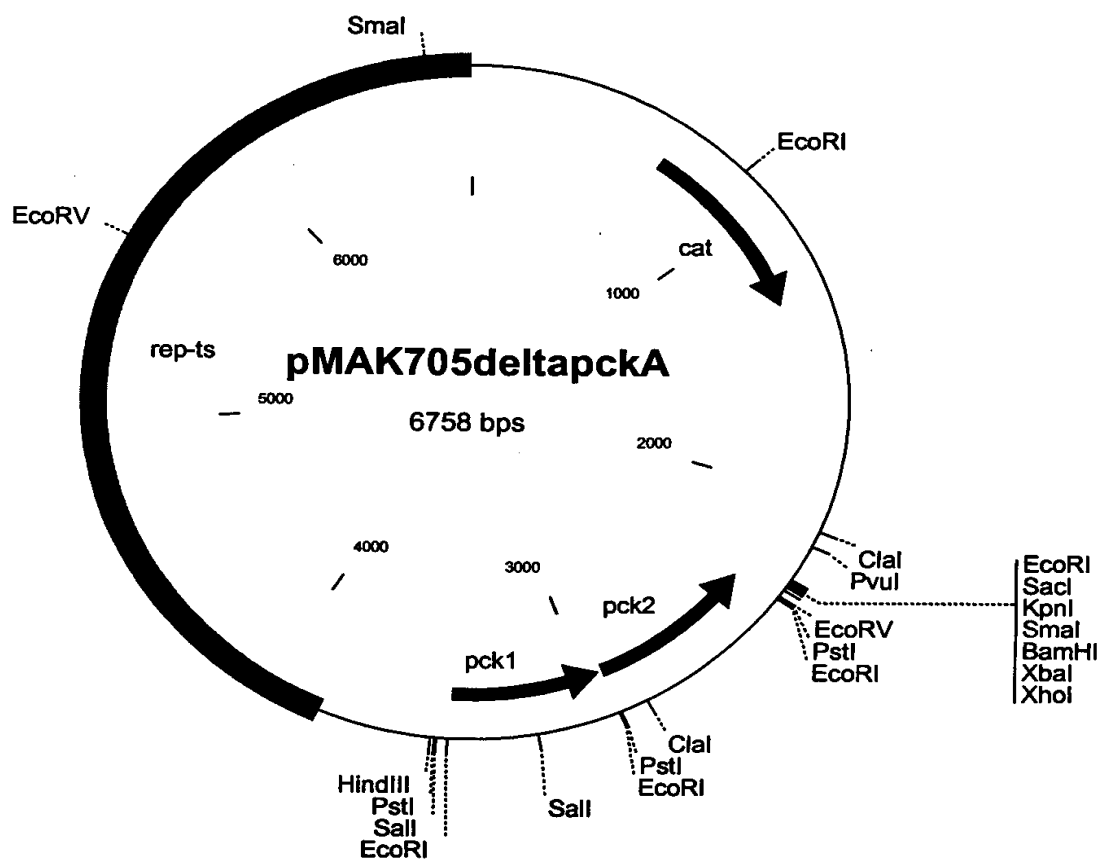 SmaI
EcoRI
EcoRV
cat
6000
1000
rep-ts
pMAK705deltapckA
5000
6758 bps
2000
4000
3000
ClaI
PvuI
EcoRI
SacI
KpnI
SmaI
BamHI
XbaI
XhoI
pck2
EcoRV
PstI
EcoRI
pck1
ClaI
PstI
EcoRI
HindIII
PstI
SalI
EcoRI
SalI